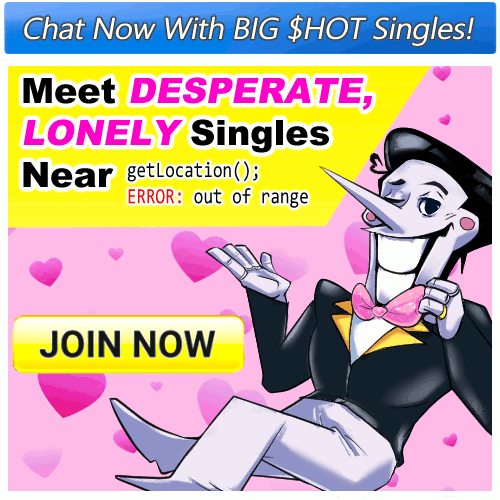 Chat Now With BIG $HOT Singles!
Meet DESPERATE,
LONELY Singles
Near getLocation();
ERROR: out of range
JOIN NOW